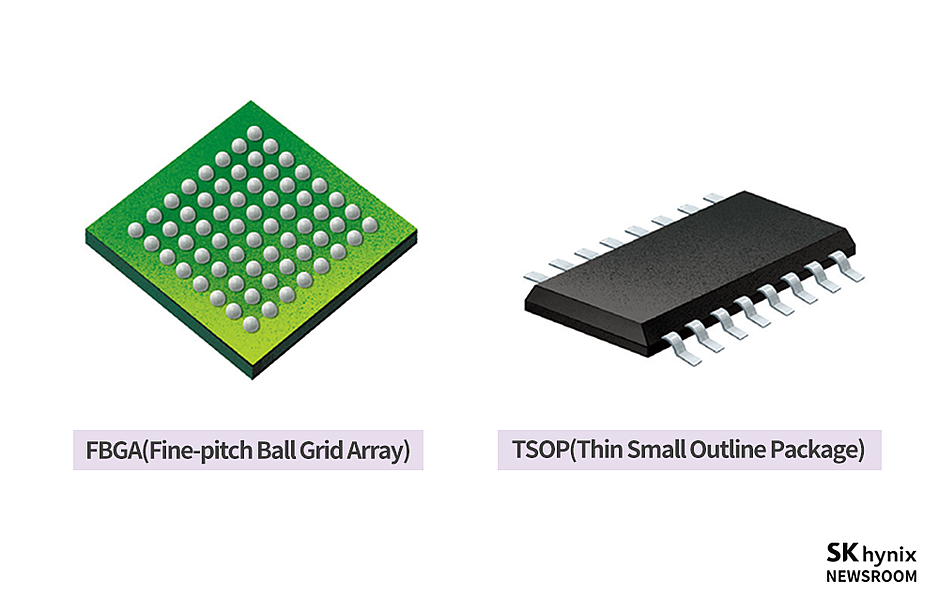 FBGA(Fine-pitch Ball Grid Array)
TSOP(Thin Small Outline Package)
SK hynix
NEWSROOM